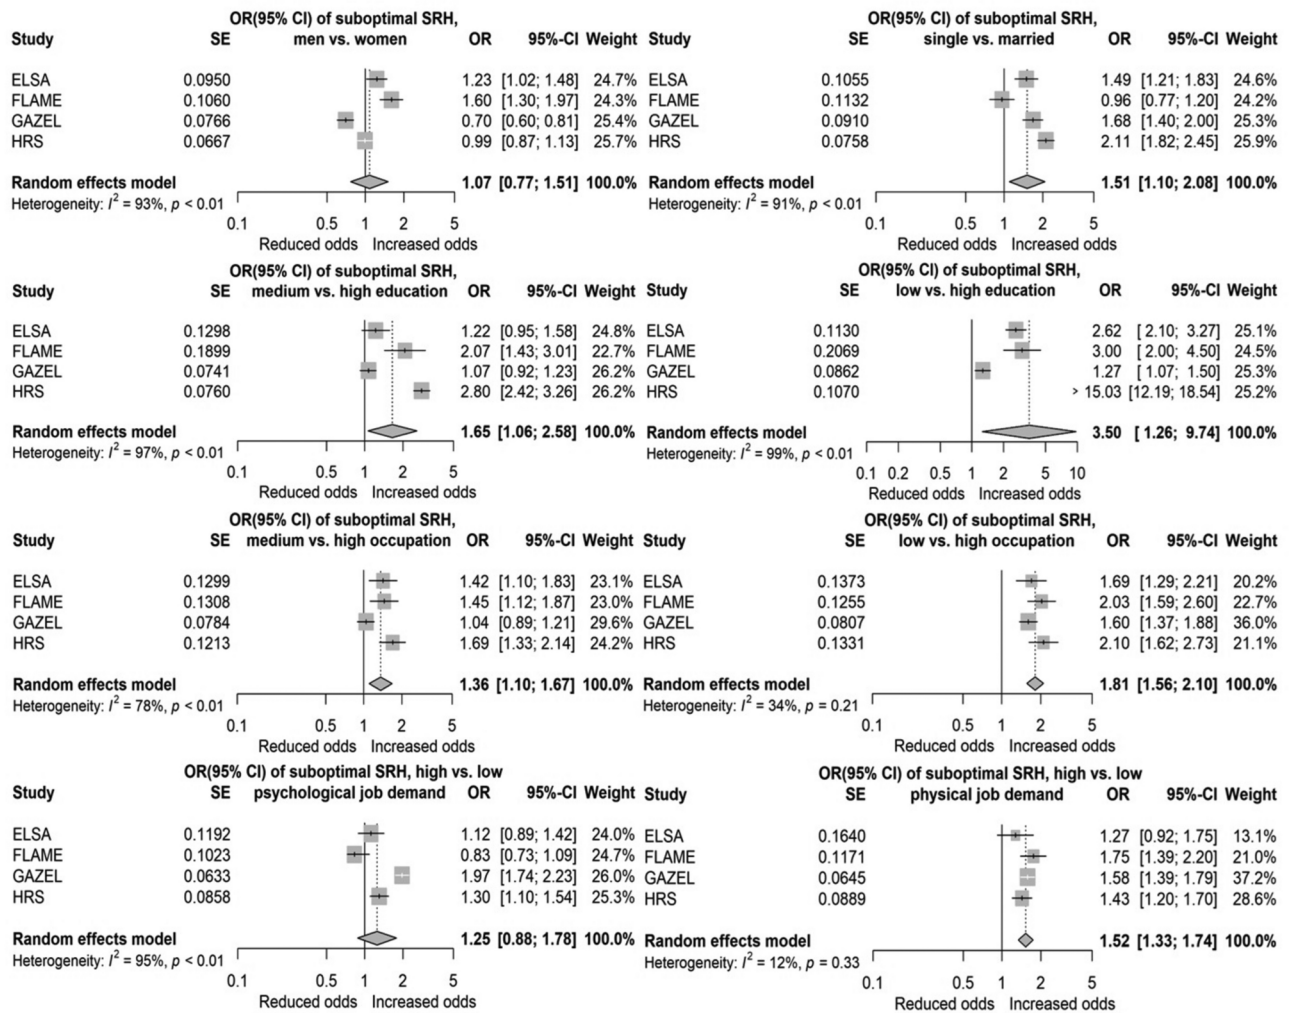 OR(95% CI) of suboptimal SRH,
Study SE men vs. women OR 95%-CI Weight
ELSA 0.0950 1.23 [1.02; 1.48] 24.7%
FLAME 0.1060 1.60 [1.30; 1.97] 24.3%
GAZEL 0.0766 0.70 [0.60; 0.81] 25.4%
HRS 0.0667 0.99 [0.87; 1.13] 25.7%
Random effects model 1.07 [0.77; 1.51] 100.0%
Heterogeneity: I² = 93%, p < 0.01
0.1 0.5 1 2 5
Reduced odds Increased odds
OR(95% CI) of suboptimal SRH,
Study SE single vs. married OR 95%-CI Weight
ELSA 0.1055 1.49 [1.21; 1.83] 24.6%
FLAME 0.1132 0.96 [0.77; 1.20] 24.2%
GAZEL 0.0910 1.68 [1.40; 2.00] 25.3%
HRS 0.0758 2.11 [1.82; 2.45] 25.9%
Random effects model 1.51 [1.10; 2.08] 100.0%
Heterogeneity: I² = 91%, p < 0.01
0.1 0.5 1 2 5
Reduced odds Increased odds
OR(95% CI) of suboptimal SRH,
Study SE medium vs. high education OR 95%-CI Weight
ELSA 0.1298 1.22 [0.95; 1.58] 24.8%
FLAME 0.1899 2.07 [1.43; 3.01] 22.7%
GAZEL 0.0741 1.07 [0.92; 1.23] 26.2%
HRS 0.0760 2.80 [2.42; 3.26] 26.2%
Random effects model 1.65 [1.06; 2.58] 100.0%
Heterogeneity: I² = 97%, p < 0.01
0.1 0.5 1 2 5
Reduced odds Increased odds
OR(95% CI) of suboptimal SRH,
Study SE low vs. high education OR 95%-CI Weight
ELSA 0.1130 2.62 [ 2.10; 3.27] 25.1%
FLAME 0.2069 3.00 [ 2.00; 4.50] 24.5%
GAZEL 0.0862 1.27 [ 1.07; 1.50] 25.3%
HRS 0.1070 > 15.03 [12.19; 18.54] 25.2%
Random effects model 3.50 [ 1.26; 9.74] 100.0%
Heterogeneity: I² = 99%, p < 0.01
0.1 0.2 0.5 1 2 5 10
Reduced odds Increased odds
OR(95% CI) of suboptimal SRH,
Study SE medium vs. high occupation OR 95%-CI Weight
ELSA 0.1299 1.42 [1.10; 1.83] 23.1%
FLAME 0.1308 1.45 [1.12; 1.87] 23.0%
GAZEL 0.0784 1.04 [0.89; 1.21] 29.6%
HRS 0.1213 1.69 [1.33; 2.14] 24.2%
Random effects model 1.36 [1.10; 1.67] 100.0%
Heterogeneity: I² = 78%, p < 0.01
0.1 0.5 1 2 5
Reduced odds Increased odds
OR(95% CI) of suboptimal SRH,
Study SE low vs. high occupation OR 95%-CI Weight
ELSA 0.1373 1.69 [1.29; 2.21] 20.2%
FLAME 0.1255 2.03 [1.59; 2.60] 22.7%
GAZEL 0.0807 1.60 [1.37; 1.88] 36.0%
HRS 0.1331 2.10 [1.62; 2.73] 21.1%
Random effects model 1.81 [1.56; 2.10] 100.0%
Heterogeneity: I² = 34%, p = 0.21
0.1 0.5 1 2 5
Reduced odds Increased odds
OR(95% CI) of suboptimal SRH, high vs. low
Study SE psychological job demand OR 95%-CI Weight
ELSA 0.1192 1.12 [0.89; 1.42] 24.0%
FLAME 0.1023 0.83 [0.73; 1.09] 24.7%
GAZEL 0.0633 1.97 [1.74; 2.23] 26.0%
HRS 0.0858 1.30 [1.10; 1.54] 25.3%
Random effects model 1.25 [0.88; 1.78] 100.0%
Heterogeneity: I² = 95%, p < 0.01
0.1 0.5 1 2 5
Reduced odds Increased odds
OR(95% CI) of suboptimal SRH, high vs. low
Study SE physical job demand OR 95%-CI Weight
ELSA 0.1640 1.27 [0.92; 1.75] 13.1%
FLAME 0.1171 1.75 [1.39; 2.20] 21.0%
GAZEL 0.0645 1.58 [1.39; 1.79] 37.2%
HRS 0.0889 1.43 [1.20; 1.70] 28.6%
Random effects model 1.52 [1.33; 1.74] 100.0%
Heterogeneity: I² = 12%, p = 0.33
0.1 0.5 1 2 5
Reduced odds Increased odds